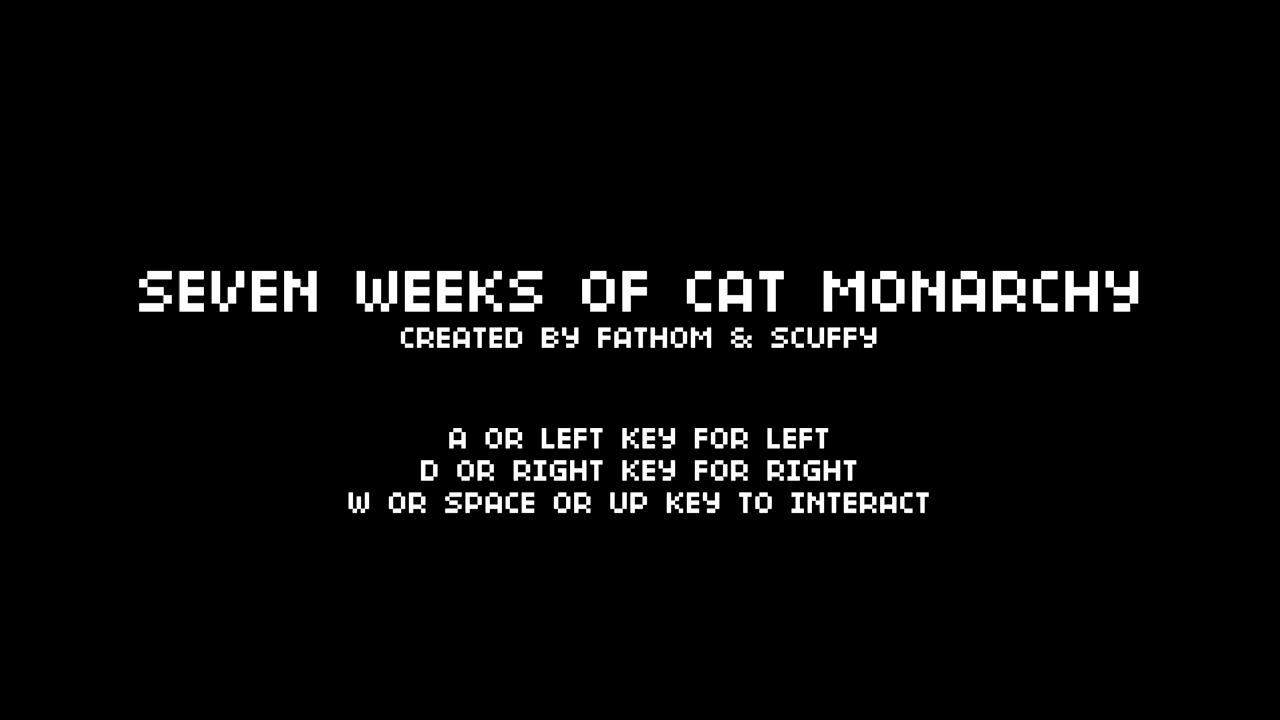 SEVEN WEEKS OF CAT MONARCHY
CREATED BY FATHOM & SCUFFY
A OR LEFT KEY FOR LEFT
D OR RIGHT KEY FOR RIGHT
W OR SPACE OR UP KEY TO INTERACT